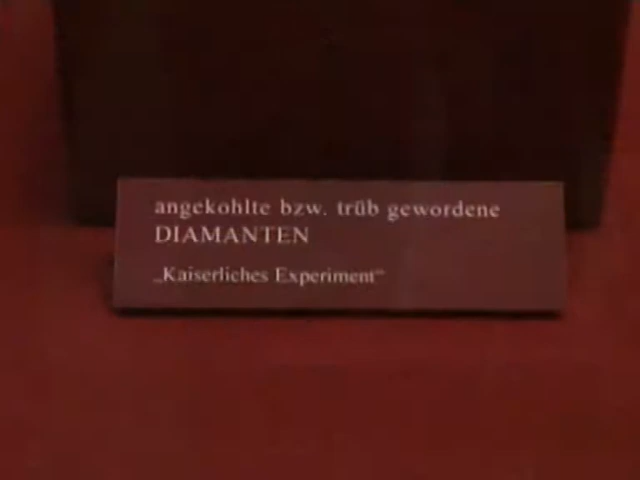 angekohlte bzw. trüb gewordene
DIAMANTEN
„Kaiserliches Experiment“